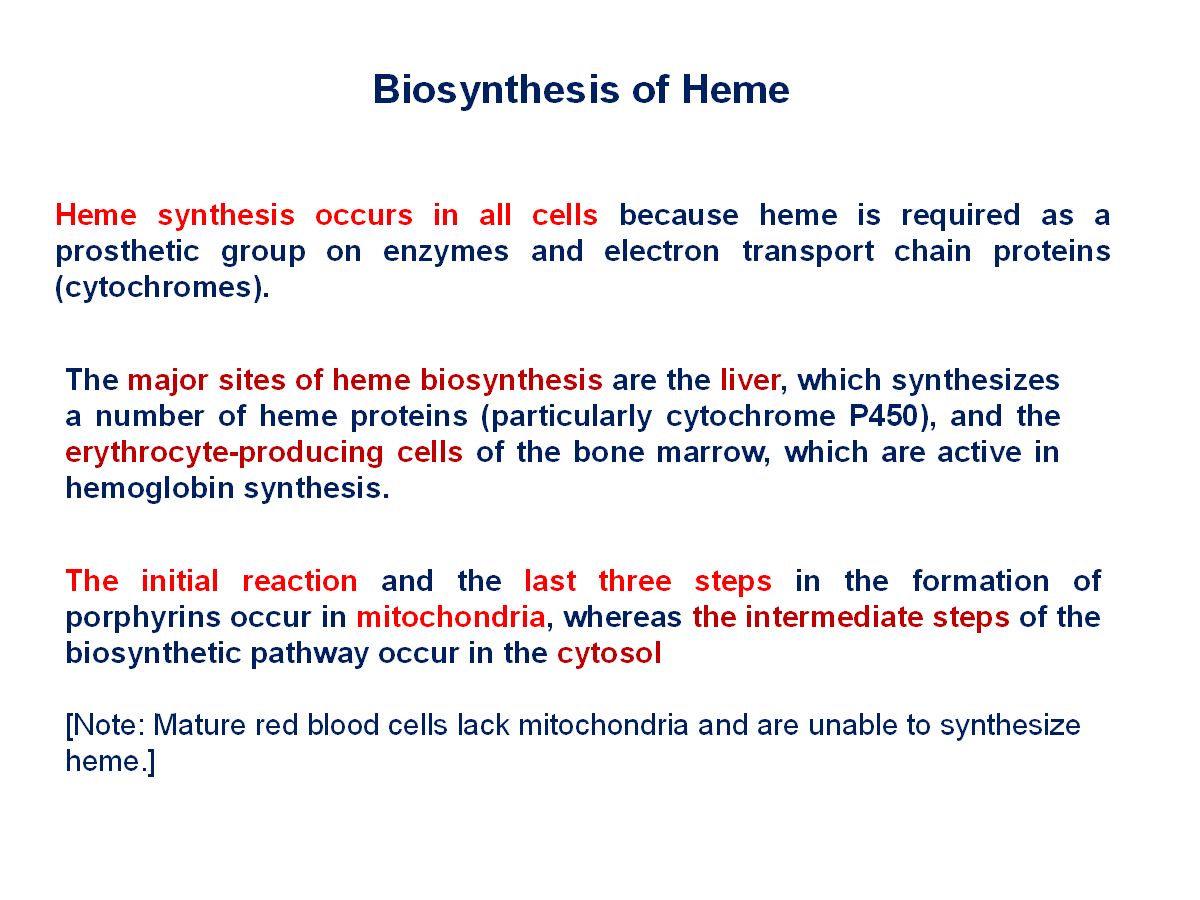 Biosynthesis of Heme
Heme synthesis occurs in all cells because heme is required as a
prosthetic group on enzymes and electron transport chain proteins
(cytochromes).
The major sites of heme biosynthesis are the liver, which synthesizes
a number of heme proteins (particularly cytochrome P450), and the
erythrocyte-producing cells of the bone marrow, which are active in
hemoglobin synthesis.
The initial reaction and the last three steps in the formation of
porphyrins occur in mitochondria, whereas the intermediate steps of the
biosynthetic pathway occur in the cytosol
[Note: Mature red blood cells lack mitochondria and are unable to synthesize
heme.]